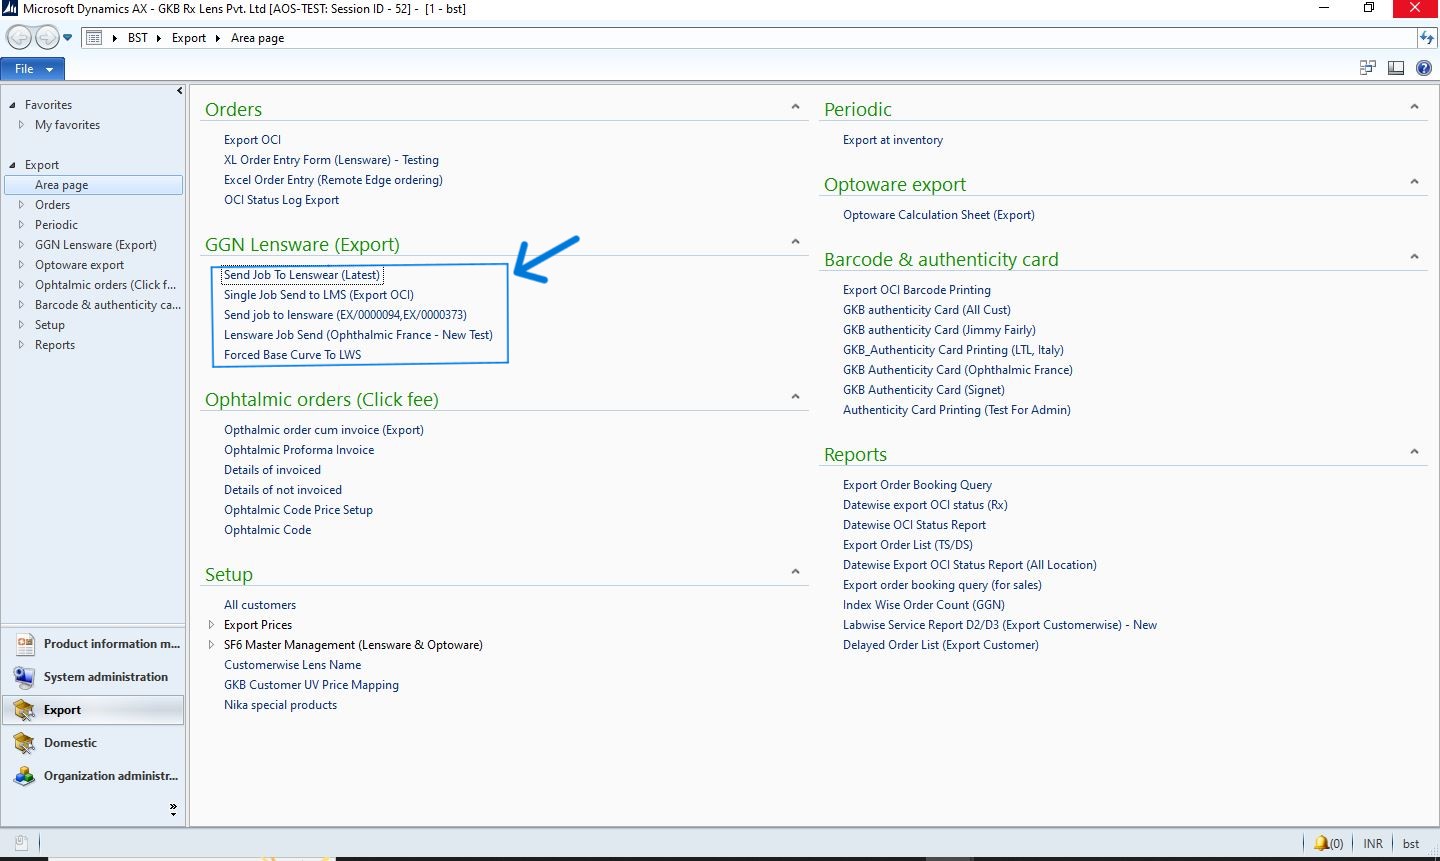 Microsoft Dynamics AX - GKB Rx Lens Pvt. Ltd [AOS-TEST: Session ID - 52] - [1 - bst]
BST Export Area page
File
Favorites
My favorites
Export
Area page
Orders
Periodic
GGN Lensware (Export)
Optoware export
Ophtalmic orders (Click f...
Barcode & authenticity ca...
Setup
Reports
Product information m...
System administration
Export
Domestic
Organization administr...
Orders
Export OCI
XL Order Entry Form (Lensware) - Testing
Excel Order Entry (Remote Edge ordering)
OCI Status Log Export
GGN Lensware (Export)
Send Job To Lenswear (Latest)
Single Job Send to LMS (Export OCI)
Send job to lensware (EX/0000094,EX/0000373)
Lensware Job Send (Ophthalmic France - New Test)
Forced Base Curve To LWS
Ophtalmic orders (Click fee)
Opthalmic order cum invoice (Export)
Ophtalmic Proforma Invoice
Details of invoiced
Details of not invoiced
Ophtalmic Code Price Setup
Ophtalmic Code
Setup
All customers
Export Prices
SF6 Master Management (Lensware & Optoware)
Customerwise Lens Name
GKB Customer UV Price Mapping
Nika special products
Periodic
Export at inventory
Optoware export
Optoware Calculation Sheet (Export)
Barcode & authenticity card
Export OCI Barcode Printing
GKB authenticity Card (All Cust)
GKB authenticity Card (Jimmy Fairly)
GKB_Authenticity Card Printing (LTL, Italy)
GKB Authenticity Card (Ophthalmic France)
GKB Authenticity Card (Signet)
Authenticity Card Printing (Test For Admin)
Reports
Export Order Booking Query
Datewise export OCI status (Rx)
Datewise OCI Status Report
Export Order List (TS/DS)
Datewise Export OCI Status Report (All Location)
Export order booking query (for sales)
Index Wise Order Count (GGN)
Labwise Service Report D2/D3 (Export Customerwise) - New
Delayed Order List (Export Customer)
(0) INR bst